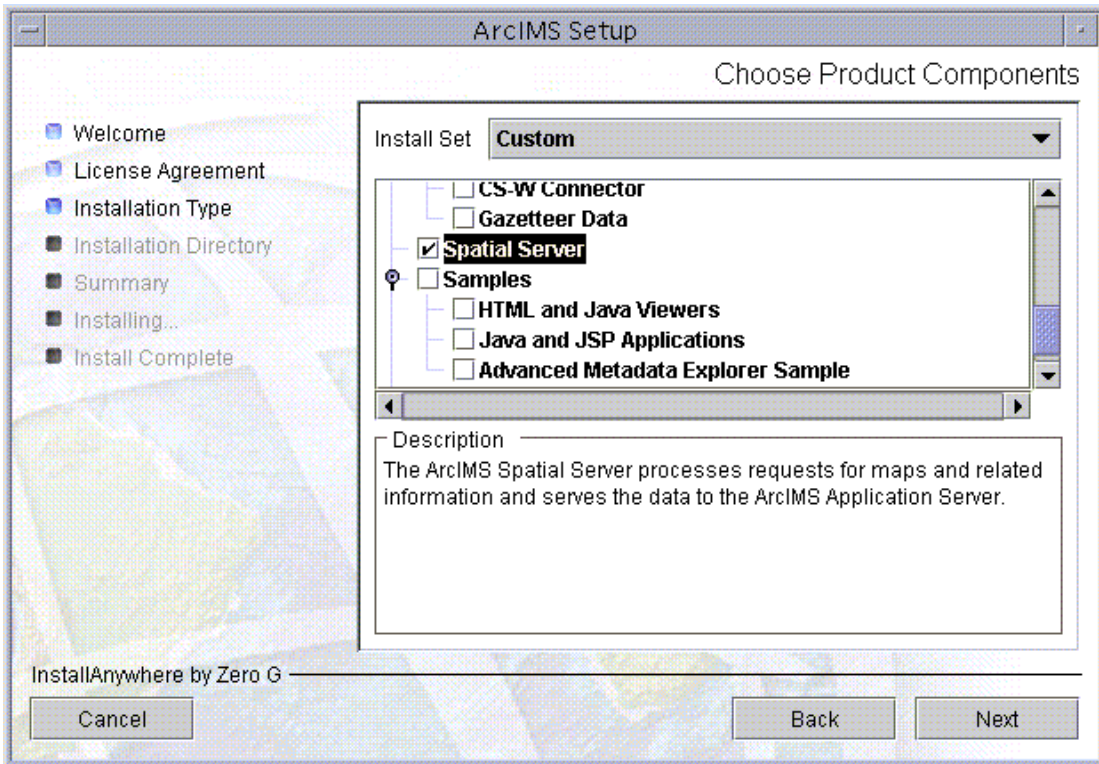 ArcIMS Setup
Choose Product Components
Welcome
License Agreement
Installation Type
Installation Directory
Summary
Installing...
Install Complete
Install Set Custom
CS-W Connector
Gazetteer Data
Spatial Server
Samples
HTML and Java Viewers
Java and JSP Applications
Advanced Metadata Explorer Sample
Description
The ArcIMS Spatial Server processes requests for maps and related
information and serves the data to the ArcIMS Application Server.
InstallAnywhere by Zero G
Cancel
Back
Next